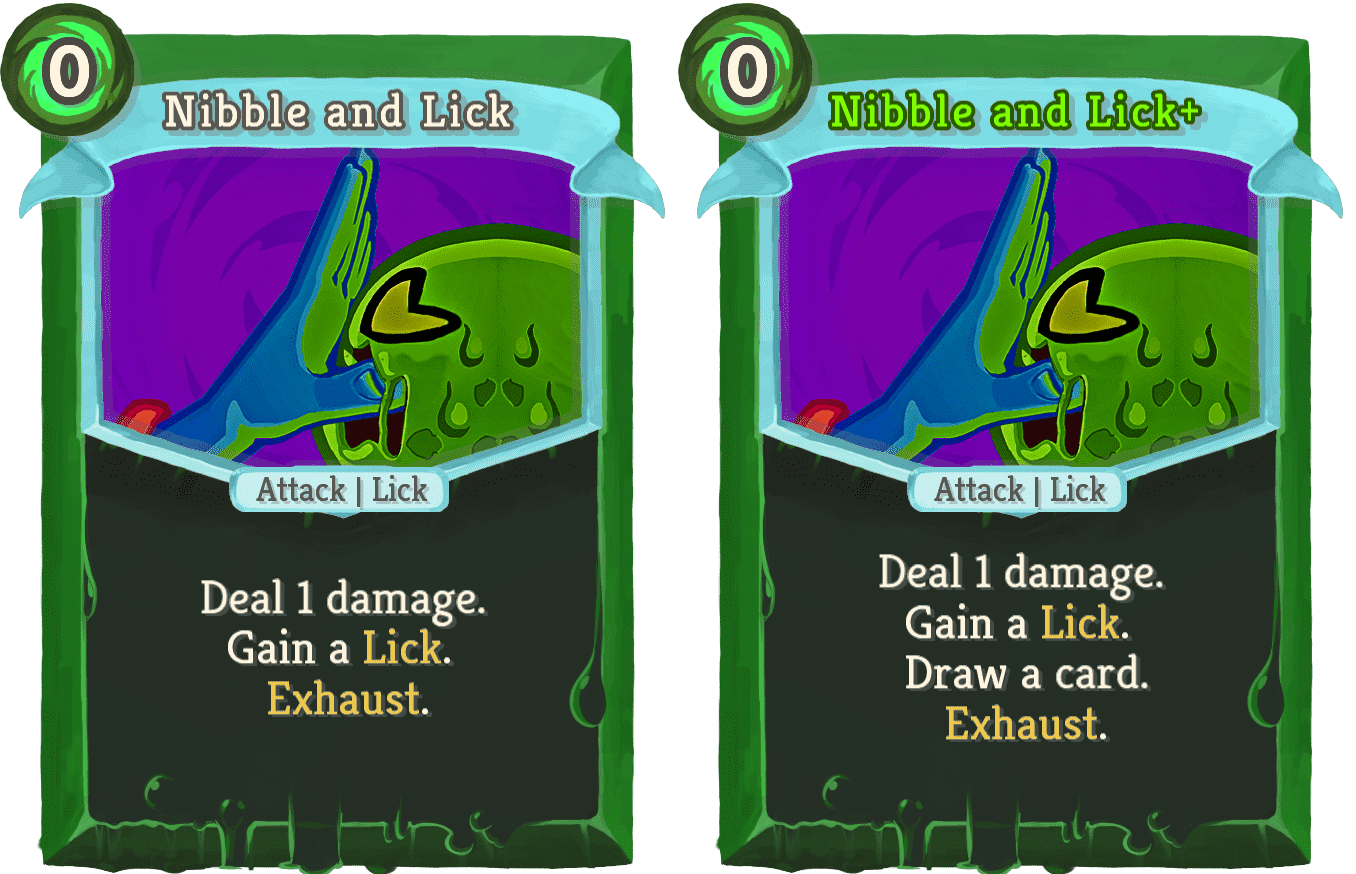 0
Nibble and Lick
Attack | Lick
Deal 1 damage.
Gain a Lick.
Exhaust.
0
Nibble and Lick+
Attack | Lick
Deal 1 damage.
Gain a Lick.
Draw a card.
Exhaust.